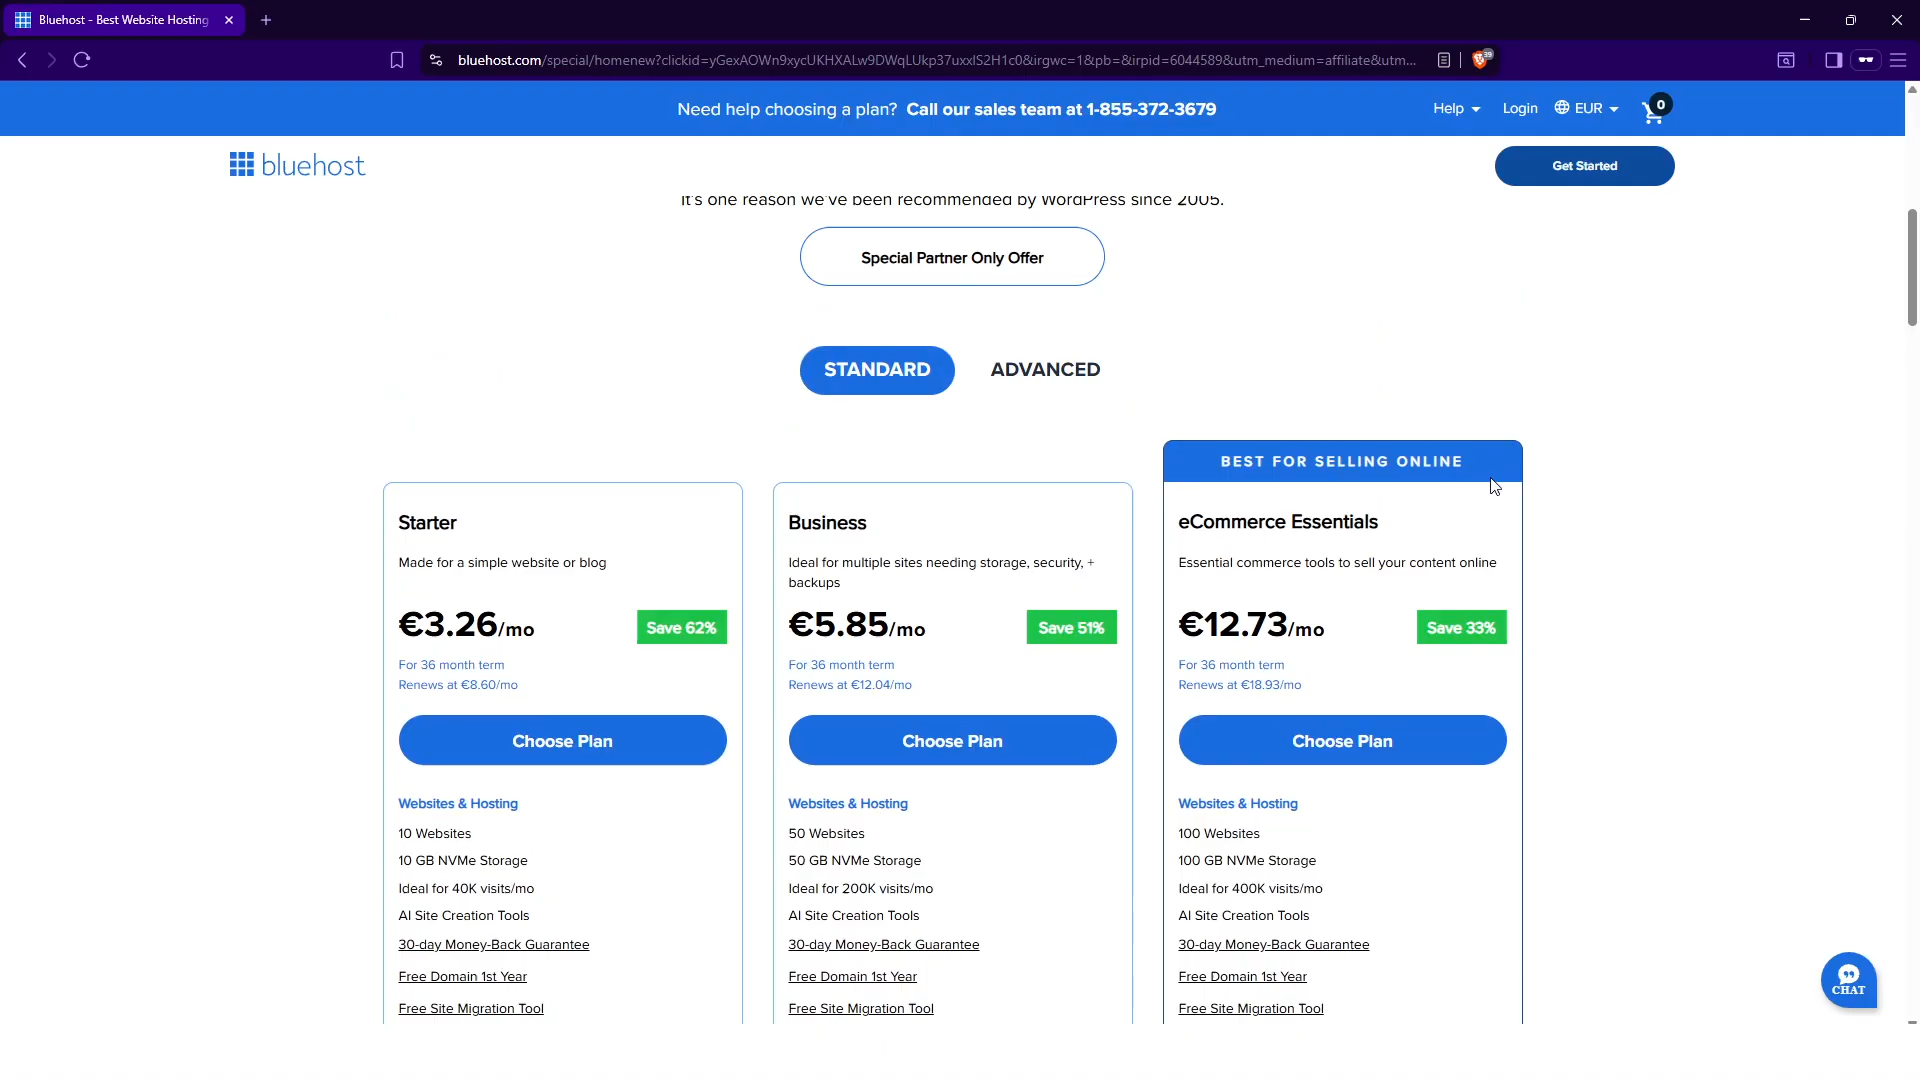 Bluehost - Best Website Hosting
bluehost.com/special/homenew?clickid=yGexAOWn9xycUKHXALw9DWqLUkp37uxxlS2H1c0&irgwc=1&pb=&irpid=6044589&utm_medium=affiliate&utm...
39
Need help choosing a plan? Call our sales team at 1-855-372-3679
Help
Login
EUR
0
bluehost
Get Started
It's one reason we've been recommended by WordPress since 2005.
Special Partner Only Offer
STANDARD
ADVANCED
Starter
Made for a simple website or blog
€3.26/mo
Save 62%
For 36 month term
Renews at €8.60/mo
Choose Plan
Websites & Hosting
10 Websites
10 GB NVMe Storage
Ideal for 40K visits/mo
AI Site Creation Tools
30-day Money-Back Guarantee
Free Domain 1st Year
Free Site Migration Tool
Business
Ideal for multiple sites needing storage, security, +
backups
€5.85/mo
Save 51%
For 36 month term
Renews at €12.04/mo
Choose Plan
Websites & Hosting
50 Websites
50 GB NVMe Storage
Ideal for 200K visits/mo
AI Site Creation Tools
30-day Money-Back Guarantee
Free Domain 1st Year
Free Site Migration Tool
BEST FOR SELLING ONLINE
eCommerce Essentials
Essential commerce tools to sell your content online
€12.73/mo
Save 33%
For 36 month term
Renews at €18.93/mo
Choose Plan
Websites & Hosting
100 Websites
100 GB NVMe Storage
Ideal for 400K visits/mo
AI Site Creation Tools
30-day Money-Back Guarantee
Free Domain 1st Year
Free Site Migration Tool
CHAT